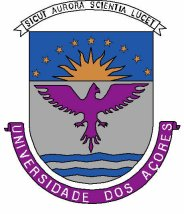 SICUT AURORA SCIENTIA LUCET
UNIVERSIDADE DOS AÇORES